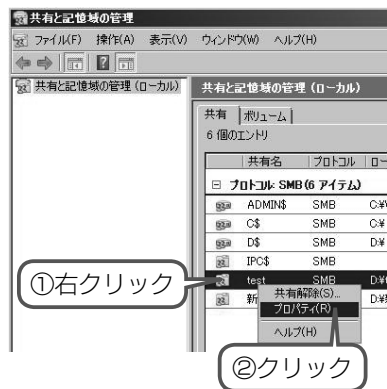 共有と記憶域の管理
ファイル(F) 操作(A) 表示(V) ウィンドウ(W) ヘルプ(H)
共有と記憶域の管理 (ローカル)
共有と記憶域の管理 (ローカル)
共有 ボリューム
6 個のエントリ
共有名 プロトコル ロー
プロトコル: SMB (6 アイテム)
ADMIN$ SMB C:¥
C$ SMB C:¥
D$ SMB D:¥
IPC$ SMB
test SMB D:¥
新 D:¥
共有解除(S)...
プロパティ(R)
ヘルプ(H)
①右クリック
②クリック